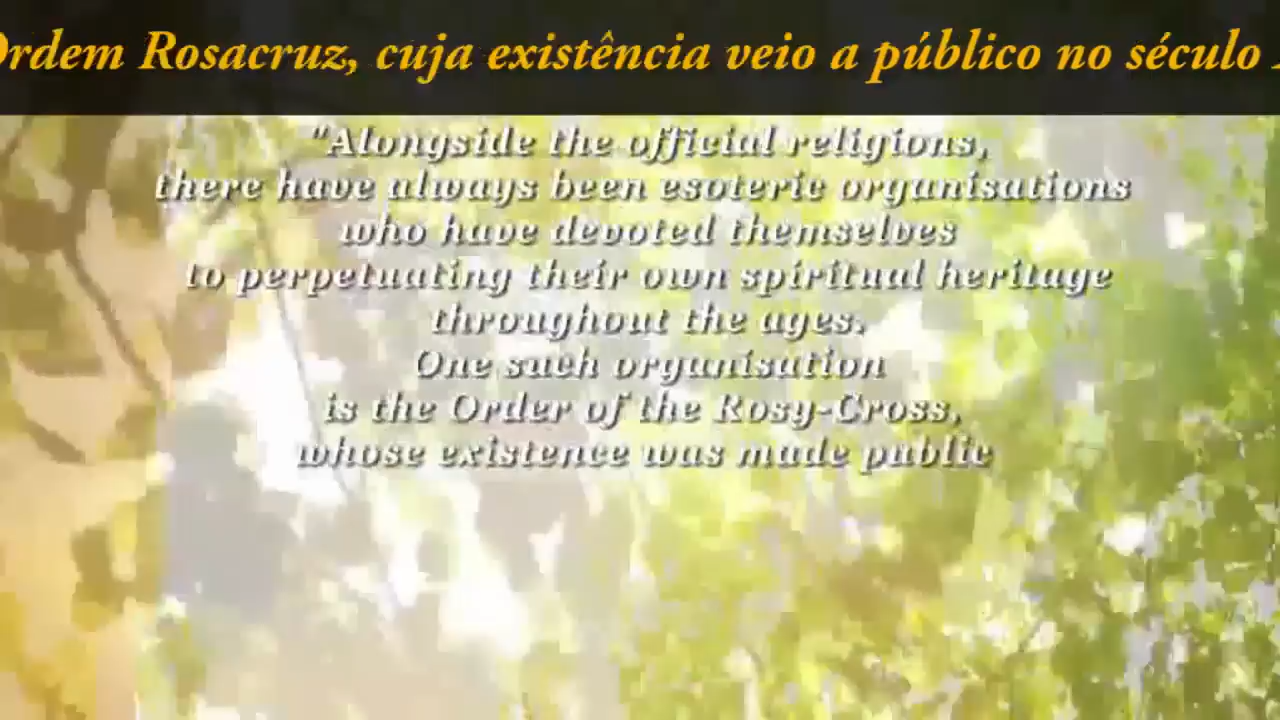 Ordem Rosacruz, cuja existência veio a público no século
"Alongside the official religions,
there have always been esoteric organisations
who have devoted themselves
to perpetuating their own spiritual heritage
throughout the ages.
One such organisation
is the Order of the Rosy-Cross,
whose existence was made public